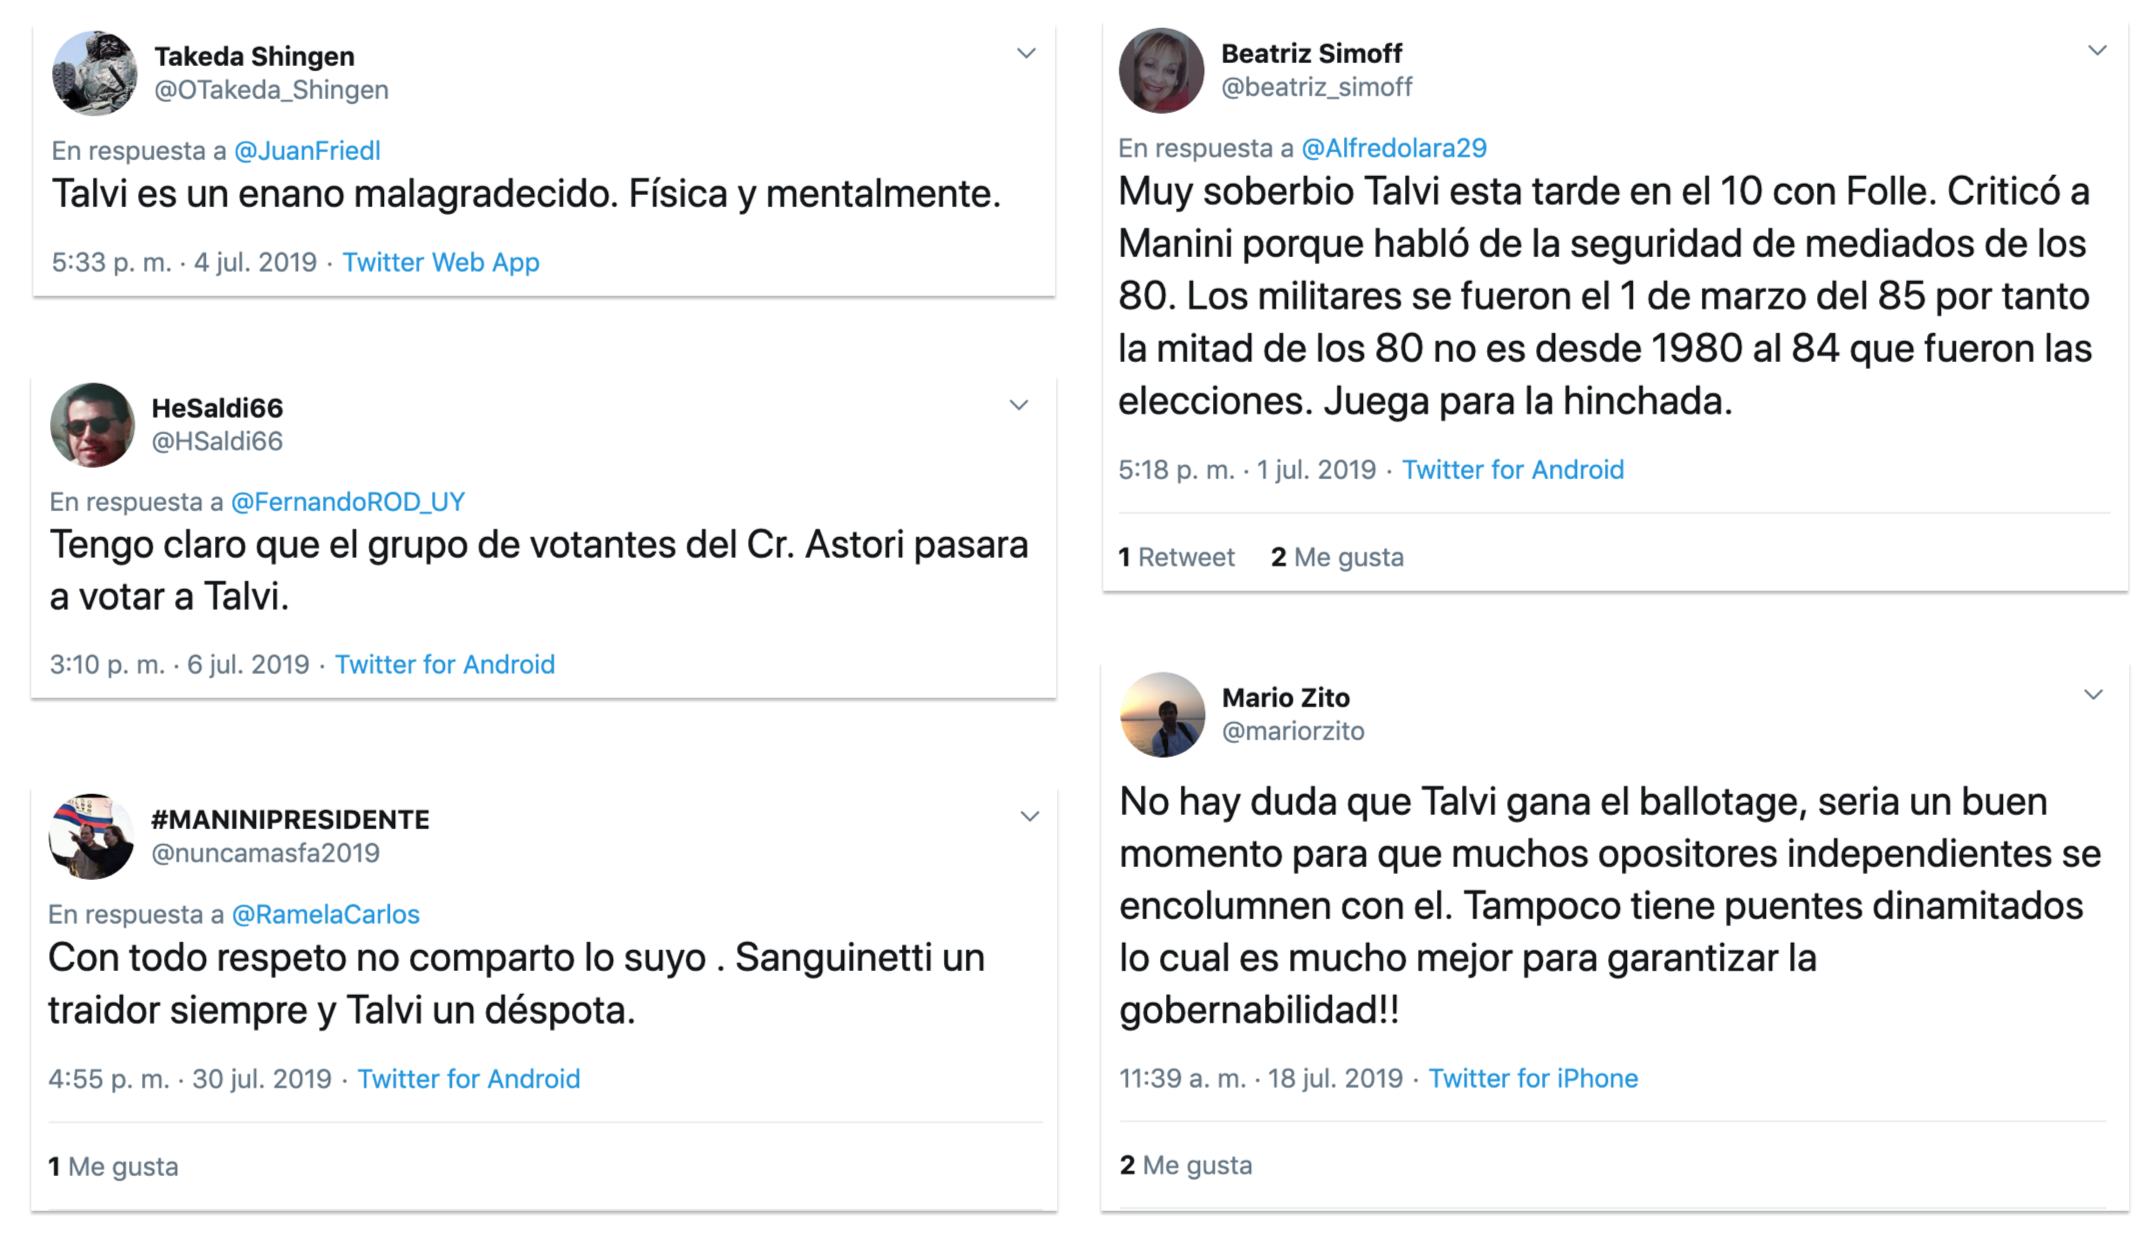 Takeda Shingen
@OTakeda_Shingen
En respuesta a @JuanFriedl
Talvi es un enano malagradecido. Física y mentalmente.
5:33 p. m. · 4 jul. 2019 · Twitter Web App
HeSaldi66
@HSaldi66
En respuesta a @FernandoROD_UY
Tengo claro que el grupo de votantes del Cr. Astori pasara
a votar a Talvi.
3:10 p. m. · 6 jul. 2019 · Twitter for Android
#MANINIPRESIDENTE
@nuncamasfa2019
En respuesta a @RamelaCarlos
Con todo respeto no comparto lo suyo . Sanguinetti un
traidor siempre y Talvi un déspota.
4:55 p. m. · 30 jul. 2019 · Twitter for Android
1 Me gusta
Beatriz Simoff
@beatriz_simoff
En respuesta a @Alfredolara29
Muy soberbio Talvi esta tarde en el 10 con Folle. Criticó a
Manini porque habló de la seguridad de mediados de los
80. Los militares se fueron el 1 de marzo del 85 por tanto
la mitad de los 80 no es desde 1980 al 84 que fueron las
elecciones. Juega para la hinchada.
5:18 p. m. · 1 jul. 2019 · Twitter for Android
1 Retweet 2 Me gusta
Mario Zito
@mariorzito
No hay duda que Talvi gana el ballotage, seria un buen
momento para que muchos opositores independientes se
encolumnen con el. Tampoco tiene puentes dinamitados
lo cual es mucho mejor para garantizar la
gobernabilidad!!
11:39 a. m. · 18 jul. 2019 · Twitter for iPhone
2 Me gusta